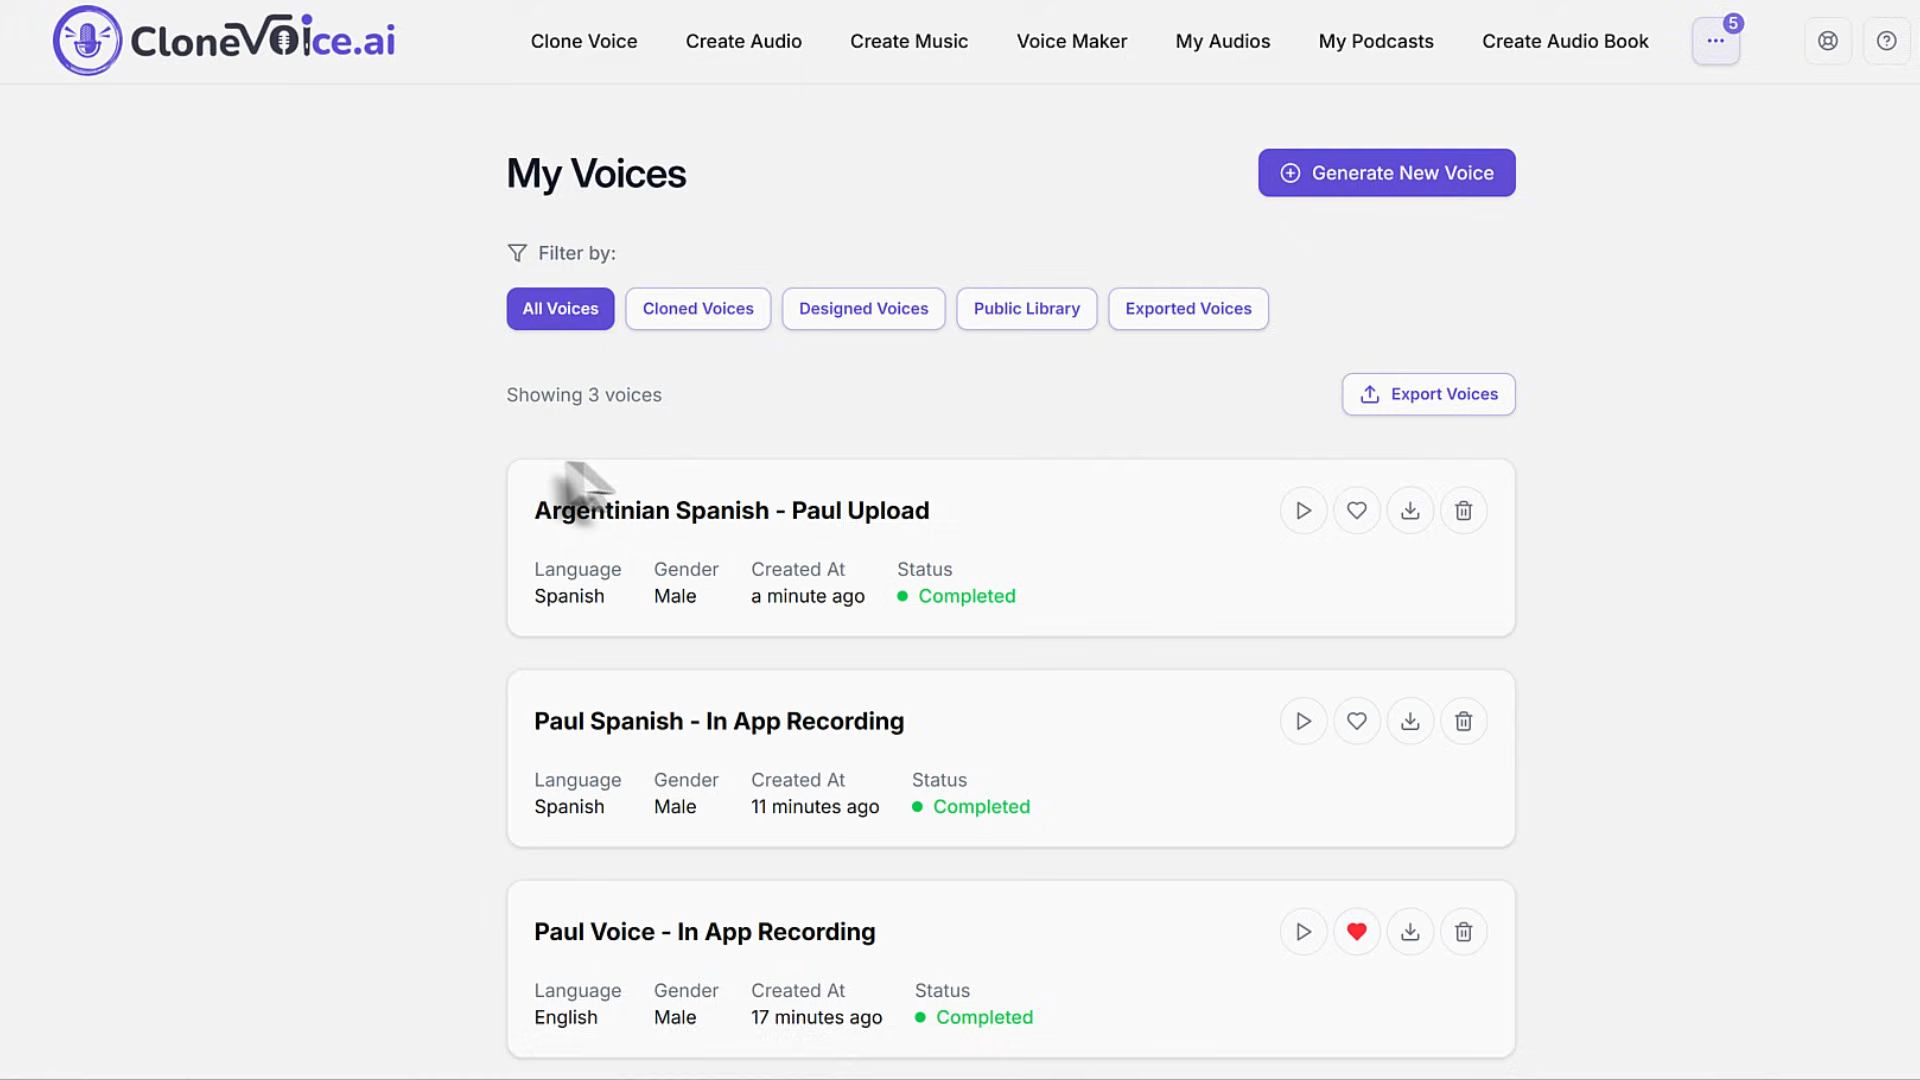 CloneVoice.ai
Clone Voice Create Audio Create Music Voice Maker My Audios My Podcasts Create Audio Book ... 5
My Voices
Generate New Voice
Filter by:
All Voices Cloned Voices Designed Voices Public Library Exported Voices
Showing 3 voices
Export Voices
Argentinian Spanish - Paul Upload
Language Gender Created At Status
Spanish Male a minute ago Completed
Paul Spanish - In App Recording
Language Gender Created At Status
Spanish Male 11 minutes ago Completed
Paul Voice - In App Recording
Language Gender Created At Status
English Male 17 minutes ago Completed